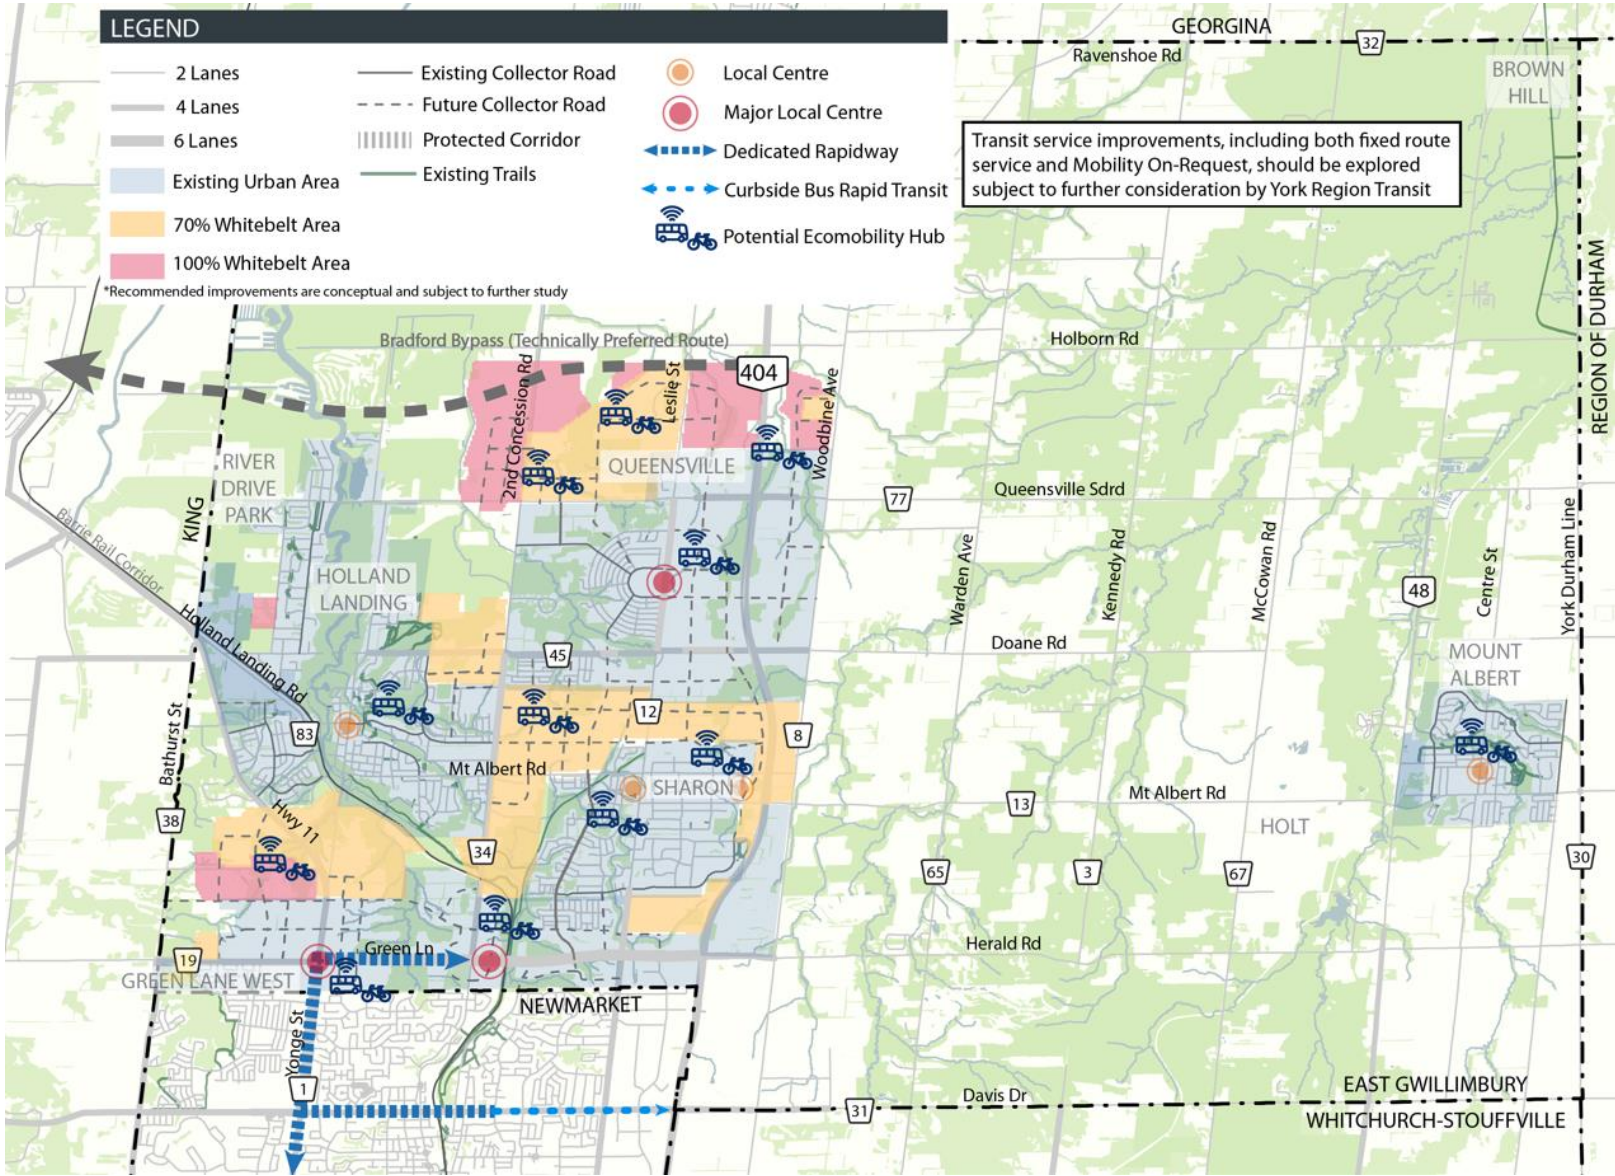 LEGEND
2 Lanes
4 Lanes
6 Lanes
Existing Urban Area
70% Whitebelt Area
100% Whitebelt Area
Existing Collector Road
Future Collector Road
Protected Corridor
Existing Trails
Local Centre
Major Local Centre
Dedicated Rapidway
Curbside Bus Rapid Transit
Potential Ecomobility Hub
*Recommended improvements are conceptual and subject to further study
GEORGINA
32
Ravenshoe Rd
BROWN
HILL
Transit service improvements, including both fixed route
service and Mobility On-Request, should be explored
subject to further consideration by York Region Transit
REGION OF DURHAM
Bradford Bypass (Technically Preferred Route)
Holborn Rd
404
2nd Concession Rd
Leslie St
Woodbine Ave
RIVER
DRIVE
PARK
QUEENSVILLE
Queensville Sdrd
77
KING
Barrie Rail Corridor
HOLLAND
LANDING
Holland Landing Rd
Warden Ave
Kennedy Rd
McCowan Rd
Centre St
York Durham Line
48
Doane Rd
45
MOUNT
ALBERT
12
83
8
Bathurst St
Mt Albert Rd
SHARON
13
Mt Albert Rd
HOLT
38
Hwy 11
34
65
3
67
30
Green Ln
Herald Rd
19
GREEN LANE WEST
NEWMARKET
Yonge St
1
Davis Dr
31
EAST GWILLIMBURY
WHITCHURCH-STOUFFVILLE